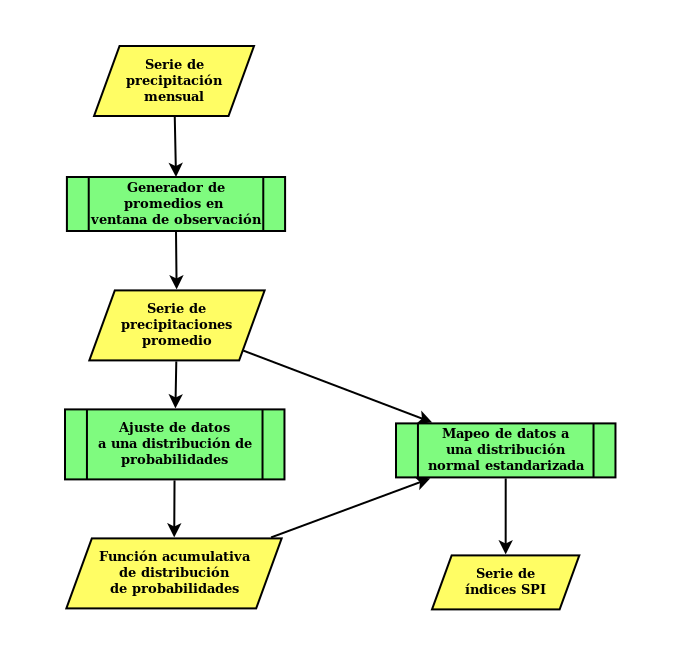 Serie de
precipitación
mensual
Generador de
promedios en
ventana de observación
Serie de
precipitaciones
promedio
Ajuste de datos
a una distribución de
probabilidades
Mapeo de datos a
una distribución
normal estandarizada
Función acumulativa
de distribución
de probabilidades
Serie de
índices SPI